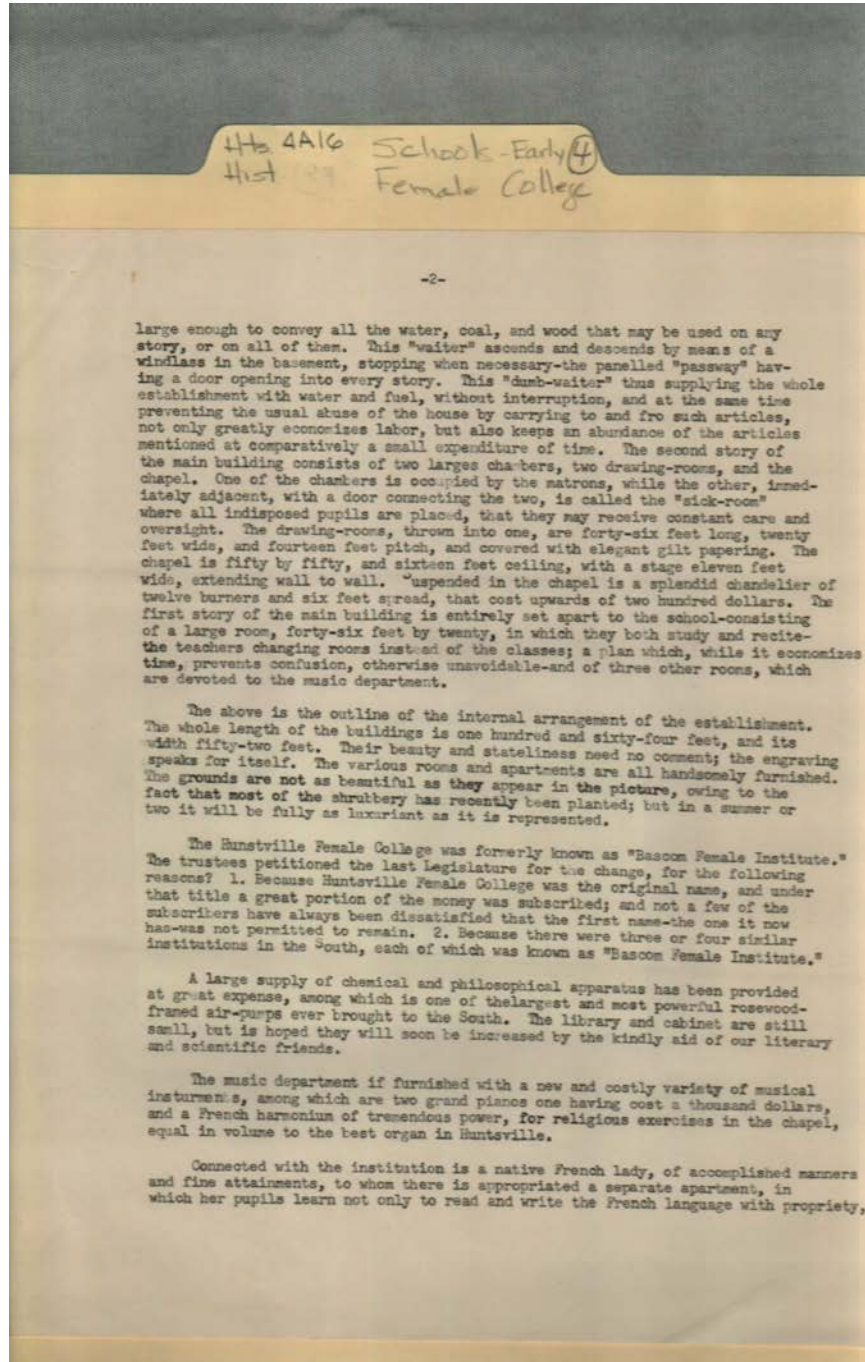 Hts 4A16 Schools-Early 4
Hist Female College
-2-
large enough to convey all the water, coal, and wood that may be used on any
story, or on all of them. This "waiter" ascends and descends by means of a
windlass in the basement, stopping when necessary-the panelled "passway" hav-
ing a door opening into every story. This "dumb-waiter" thus supplying the whole
establishment with water and fuel, without interruption, and at the same time
preventing the usual abuse of the house by carrying to and fro such articles,
not only greatly economizes labor, but also keeps an abundance of the articles
mentioned at comparatively a small expenditure of time. The second story of
the main building consists of two larges chambers, two drawing-rooms, and the
chapel. One of the chambers is occupied by the matrons, while the other, immed-
iately adjacent, with a door connecting the two, is called the "sick-room"
where all indisposed pupils are placed, that they may receive constant care and
oversight. The drawing-rooms, thrown into one, are forty-six feet long, twenty
feet wide, and fourteen feet pitch, and covered with elegant gilt papering. The
chapel is fifty by fifty, and sixteen feet ceiling, with a stage eleven feet
wide, extending wall to wall. Suspended in the chapel is a splendid chandelier of
twelve burners and six feet spread, that cost upwards of two hundred dollars. The
first story of the main building is entirely set apart to the school-consisting
of a large room, forty-six feet by twenty, in which they both study and recite-
the teachers changing rooms instead of the classes; a plan which, while it economizes
time, prevents confusion, otherwise unavoidable-and of three other rooms, which
are devoted to the music department.
The above is the outline of the internal arrangement of the establishment.
The whole length of the buildings is one hundred and sixty-four feet, and its
width fifty-two feet. Their beauty and stateliness need no comment; the engraving
speaks for itself. The various rooms and apartments are all handsomely furnished.
The grounds are not as beautiful as they appear in the picture, owing to the
fact that most of the shrubbery has recently been planted; but in a summer or
two it will be fully as luxuriant as it is represented.
The Hunstville Female College was formerly known as "Bascom Female Institute."
The trustees petitioned the last Legislature for the change, for the following
reasons? 1. Because Huntsville Female College was the original name, and under
that title a great portion of the money was subscribed; and not a few of the
subscribers have always been dissatisfied that the first name-the one it now
has-was not permitted to remain. 2. Because there were three or four similar
institutions in the South, each of which was known as "Bascom Female Institute."
A large supply of chemical and philosophical apparatus has been provided
at great expense, among which is one of thelargest and most powerful rosewood-
framed air-pumps ever brought to the South. The library and cabinet are still
samll, but is hoped they will soon be increased by the kindly aid of our literary
and scientific friends.
The music department if furnished with a new and costly variety of musical
insturments, among which are two grand pianos one having cost a thousand dollars,
and a French harmonium of tremendous power, for religious exercises in the chapel,
equal in volume to the best organ in Huntsville.
Connected with the institution is a native French lady, of accomplished manners
and fine attainments, to whom there is appropriated a separate apartment, in
which her pupils learn not only to read and write the French language with propriety,